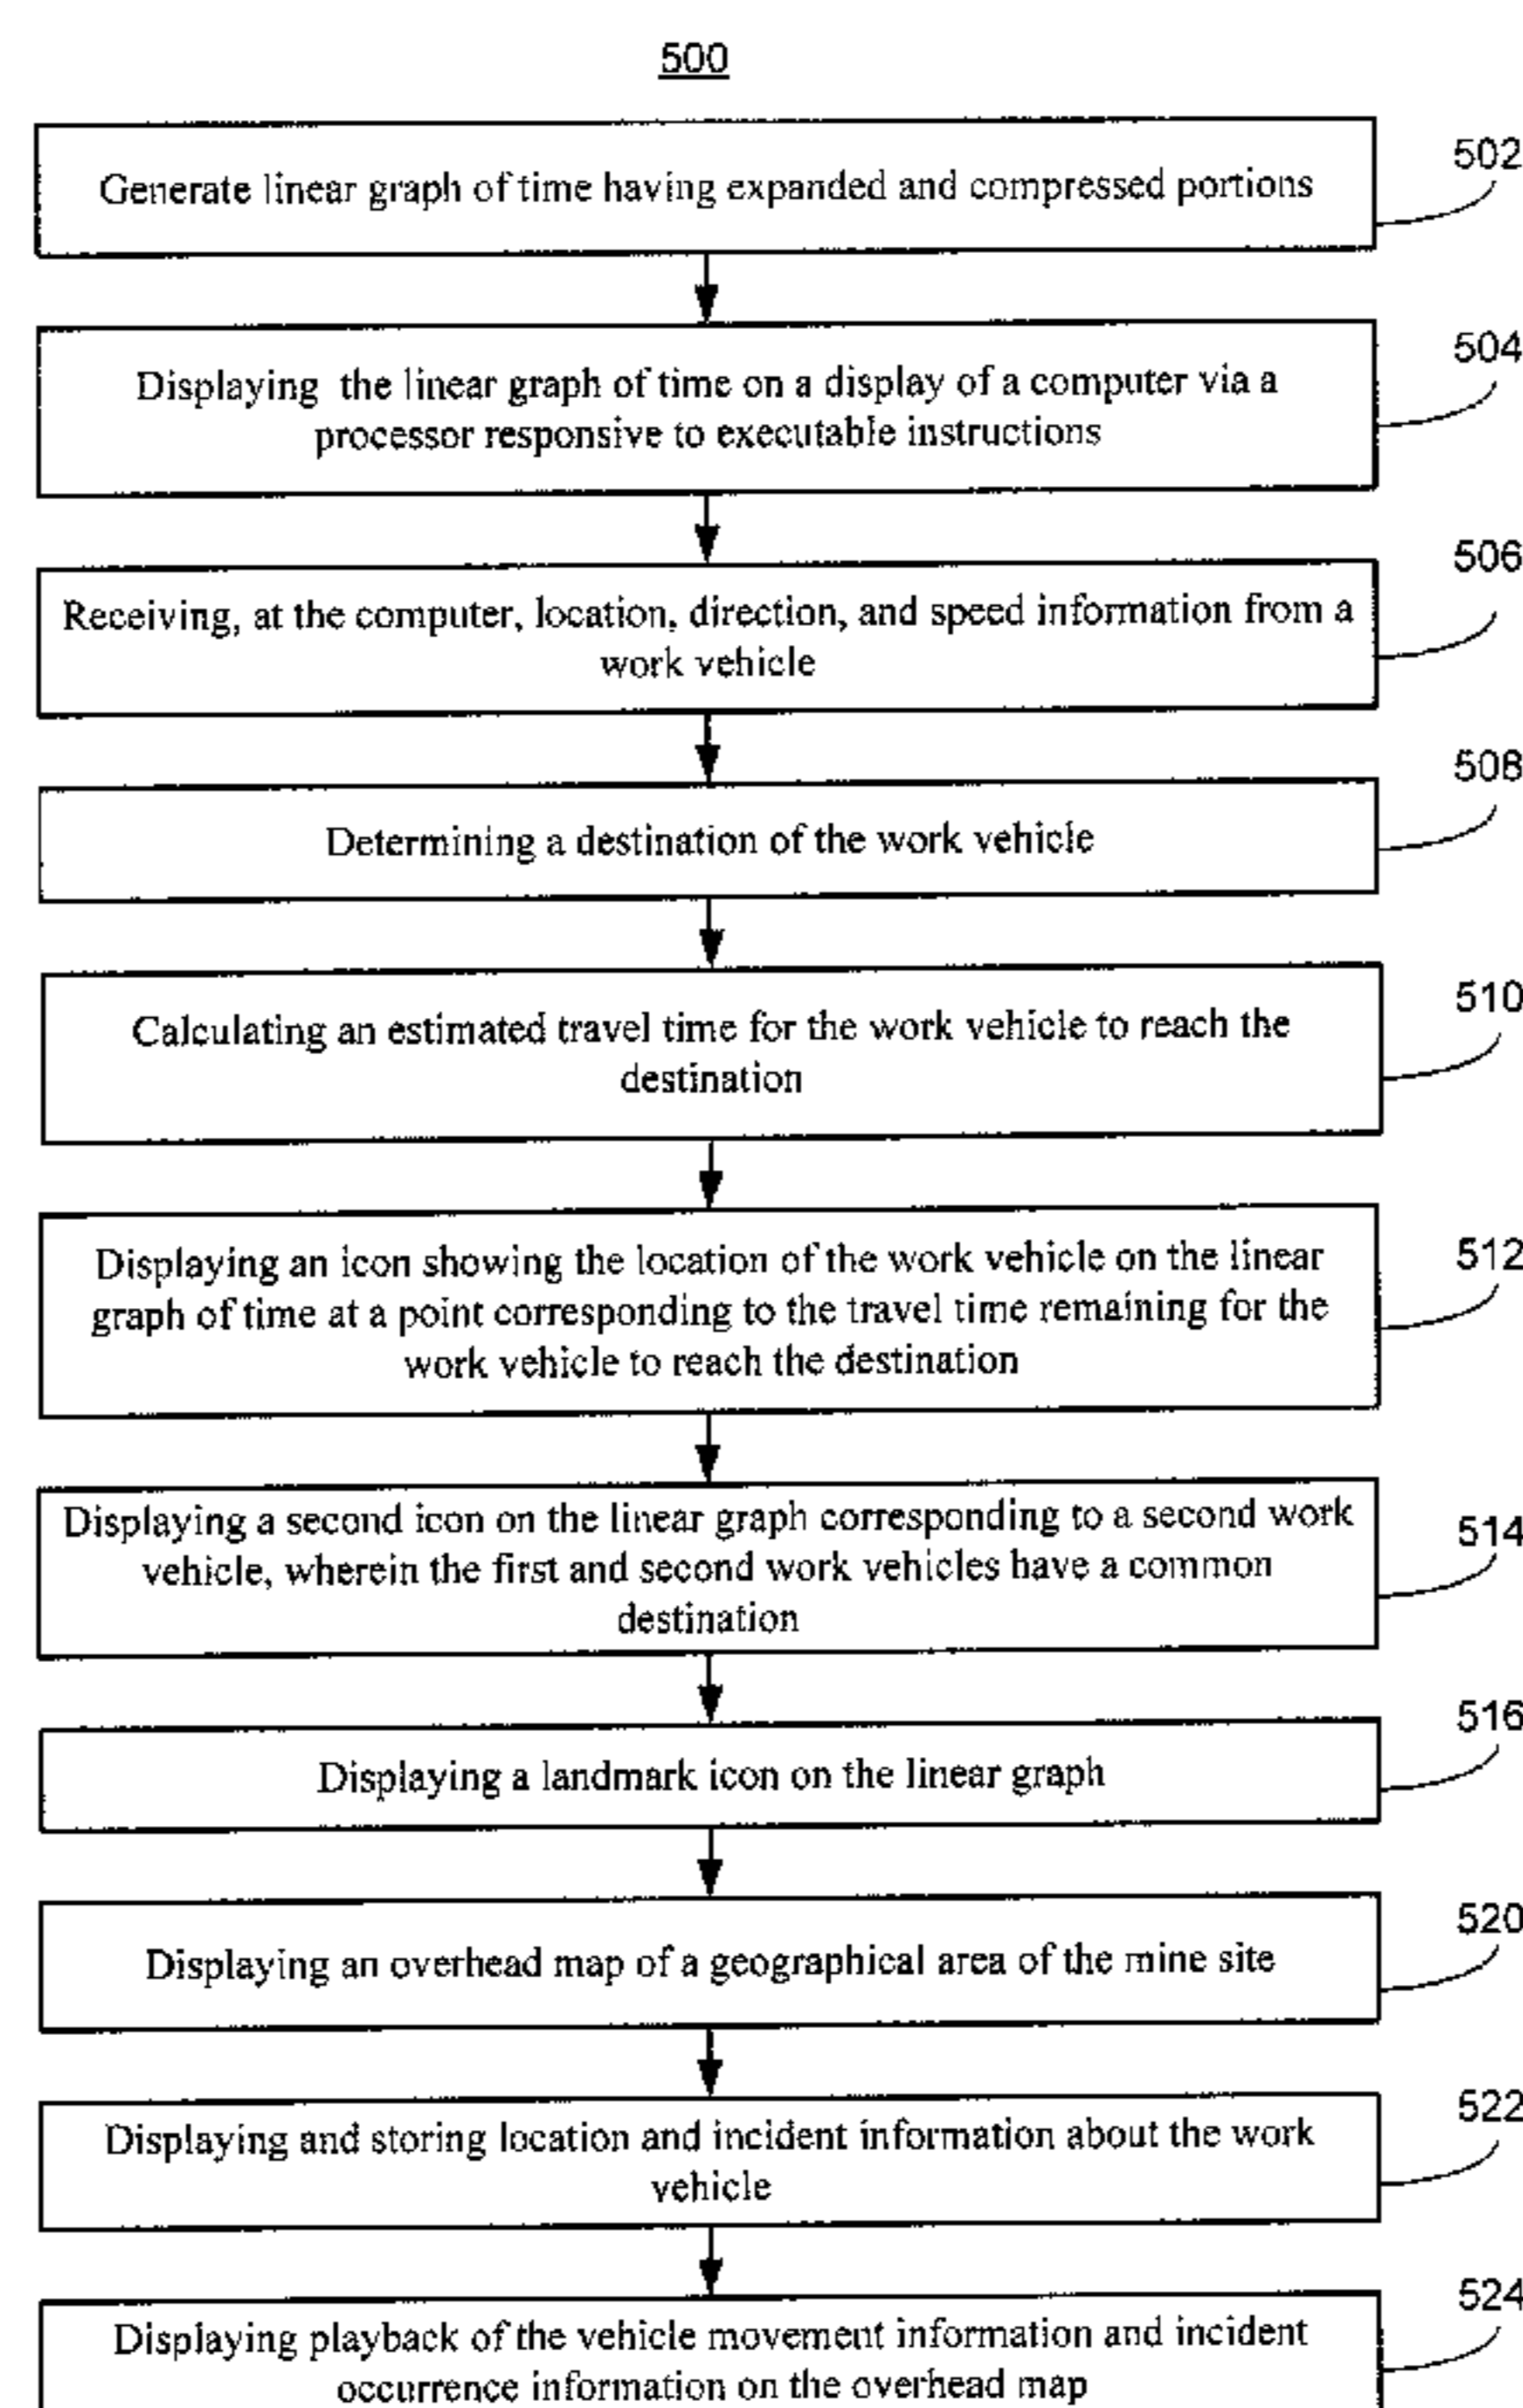 500
Generate linear graph of time having expanded and compressed portions
502
Displaying the linear graph of time on a display of a computer via a
processor responsive to executable instructions
504
Receiving, at the computer, location, direction, and speed information from a
work vehicle
506
Determining a destination of the work vehicle
508
Calculating an estimated travel time for the work vehicle to reach the
destination
510
Displaying an icon showing the location of the work vehicle on the linear
graph of time at a point corresponding to the travel time remaining for the
work vehicle to reach the destination
512
Displaying a second icon on the linear graph corresponding to a second work
vehicle, wherein the first and second work vehicles have a common
destination
514
Displaying a landmark icon on the linear graph
516
Displaying an overhead map of a geographical area of the mine site
520
Displaying and storing location and incident information about the work
vehicle
522
Displaying playback of the vehicle movement information and incident
occurrence information on the overhead map
524